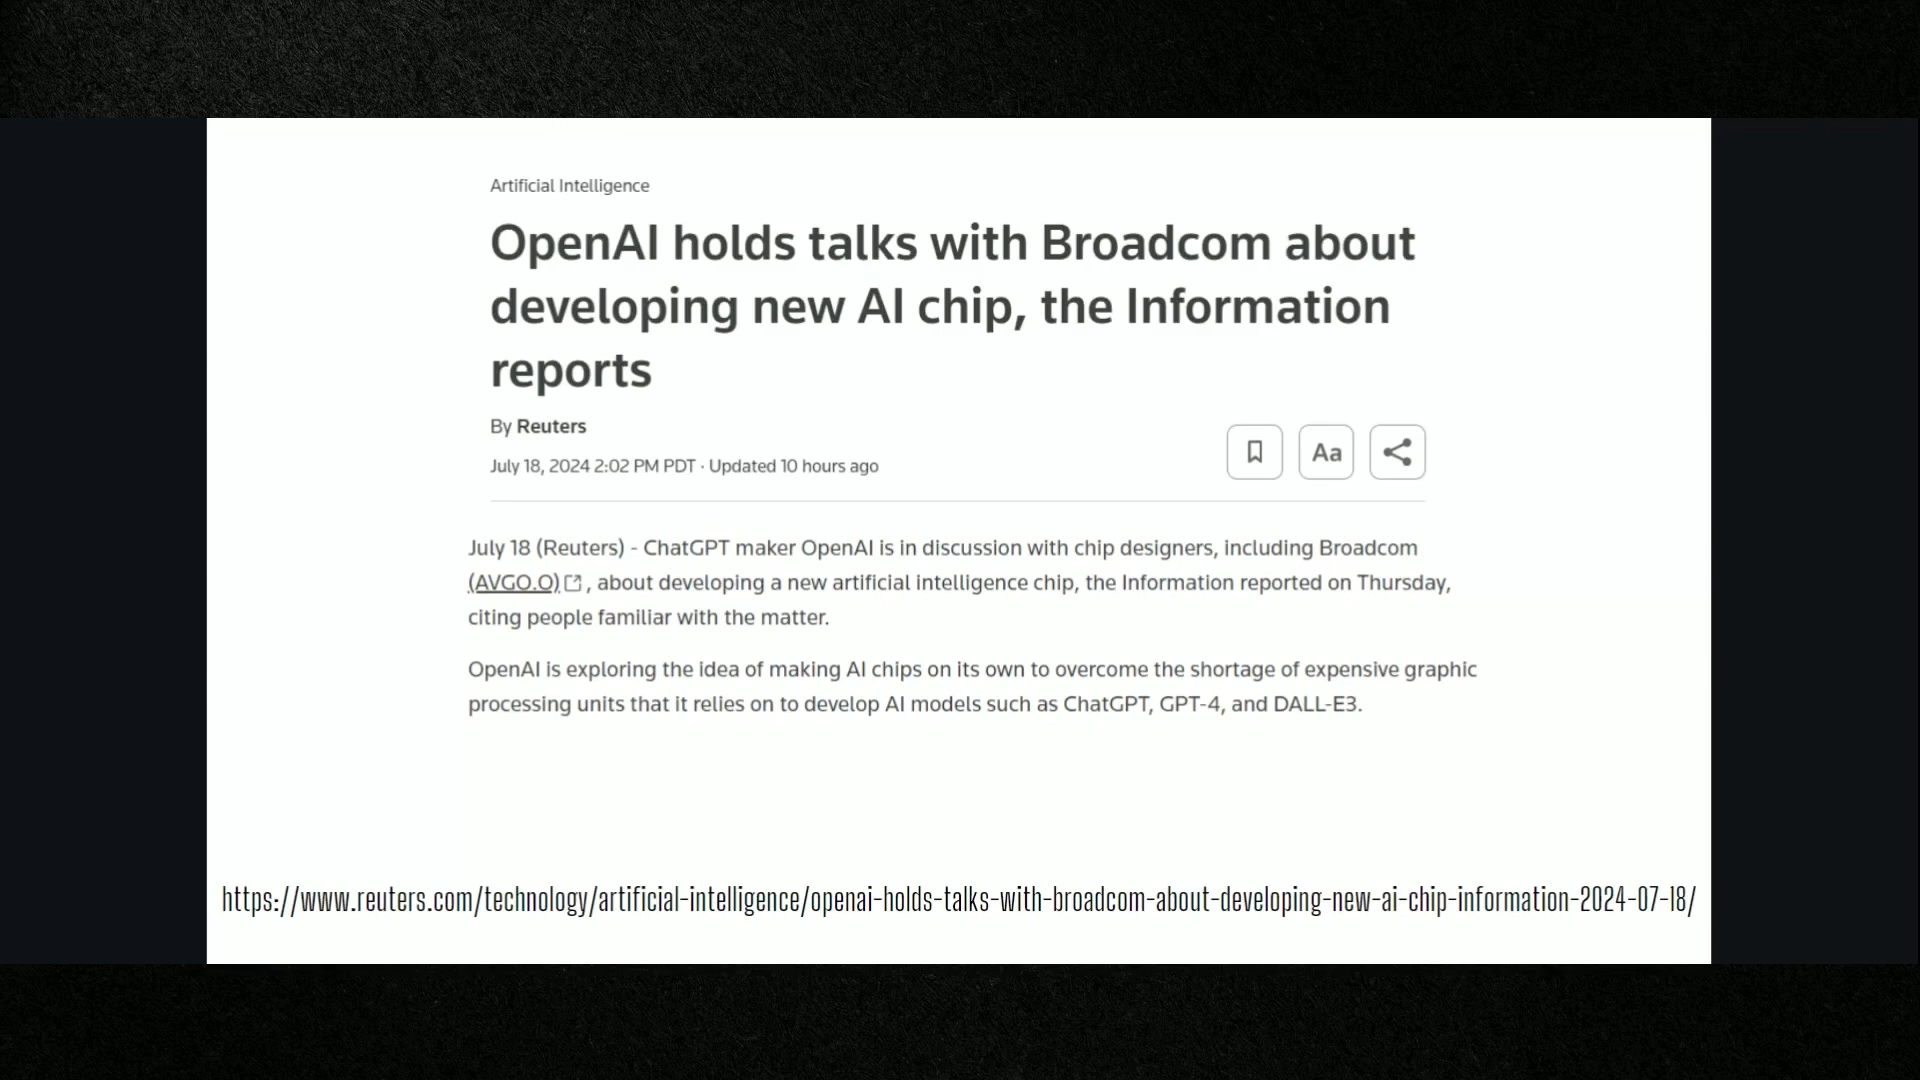 Artificial Intelligence
OpenAI holds talks with Broadcom about
developing new AI chip, the Information
reports
By Reuters
July 18, 2024 2:02 PM PDT · Updated 10 hours ago
Aa
July 18 (Reuters) - ChatGPT maker OpenAI is in discussion with chip designers, including Broadcom
(AVGO.O) , about developing a new artificial intelligence chip, the Information reported on Thursday,
citing people familiar with the matter.
OpenAI is exploring the idea of making AI chips on its own to overcome the shortage of expensive graphic
processing units that it relies on to develop AI models such as ChatGPT, GPT-4, and DALL-E3.
https://www.reuters.com/technology/artificial-intelligence/openai-holds-talks-with-broadcom-about-developing-new-ai-chip-information-2024-07-18/